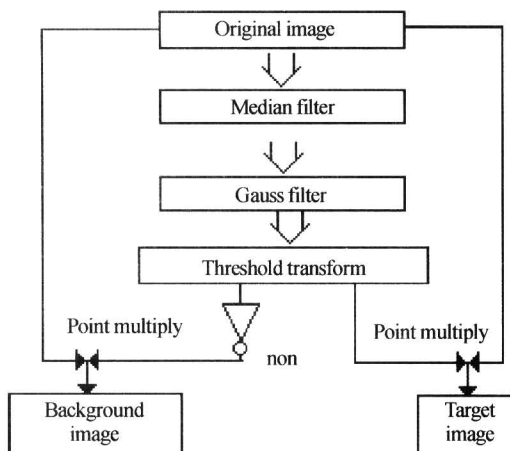 Original image
Median filter
Gauss filter
Threshold transform
Point multiply
non
Point multiply
Background
image
Target
image